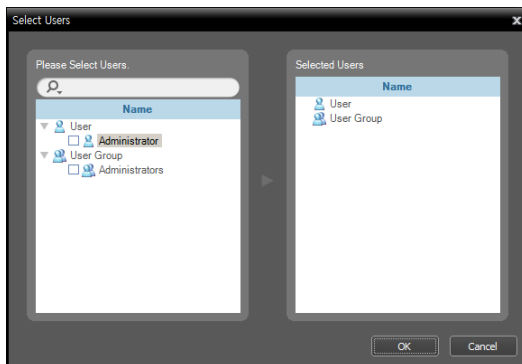 Select Users
Please Select Users.
Name
User
Administrator
User Group
Administrators
Selected Users
Name
User
User Group
OK
Cancel